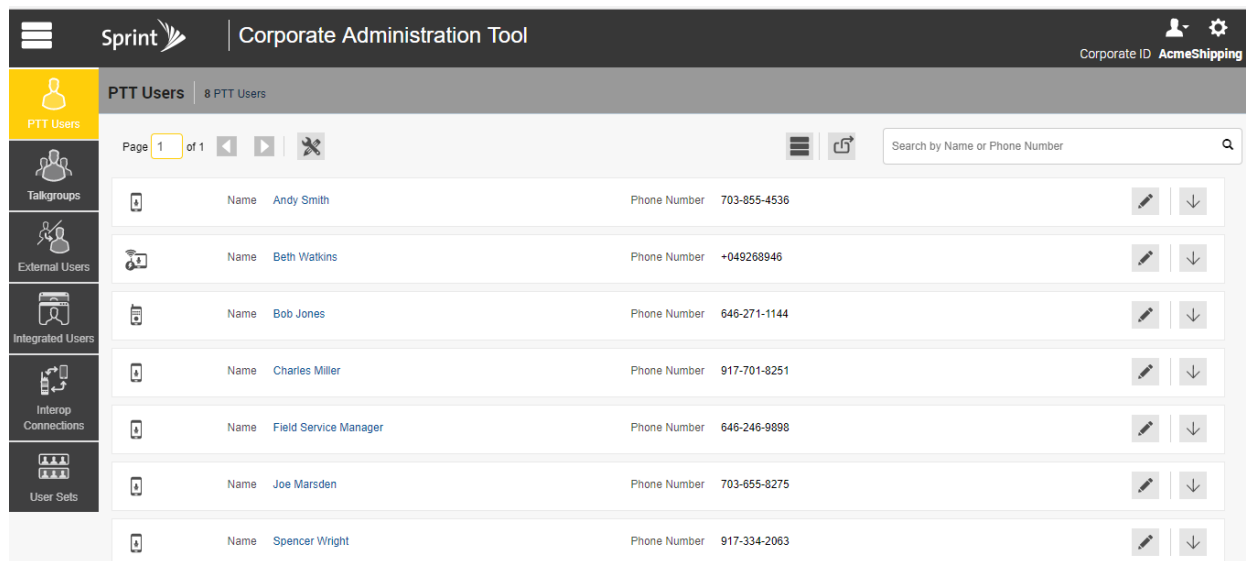 Sprint Corporate Administration Tool
Corporate ID AcmeShipping
PTT Users 8 PTT Users
Page 1 of 1
Search by Name or Phone Number
PTT Users
Talkgroups
External Users
Integrated Users
Interop
Connections
User Sets
Name Andy Smith Phone Number 703-855-4536
Name Beth Watkins Phone Number +049268946
Name Bob Jones Phone Number 646-271-1144
Name Charles Miller Phone Number 917-701-8251
Name Field Service Manager Phone Number 646-246-9898
Name Joe Marsden Phone Number 703-655-8275
Name Spencer Wright Phone Number 917-334-2063